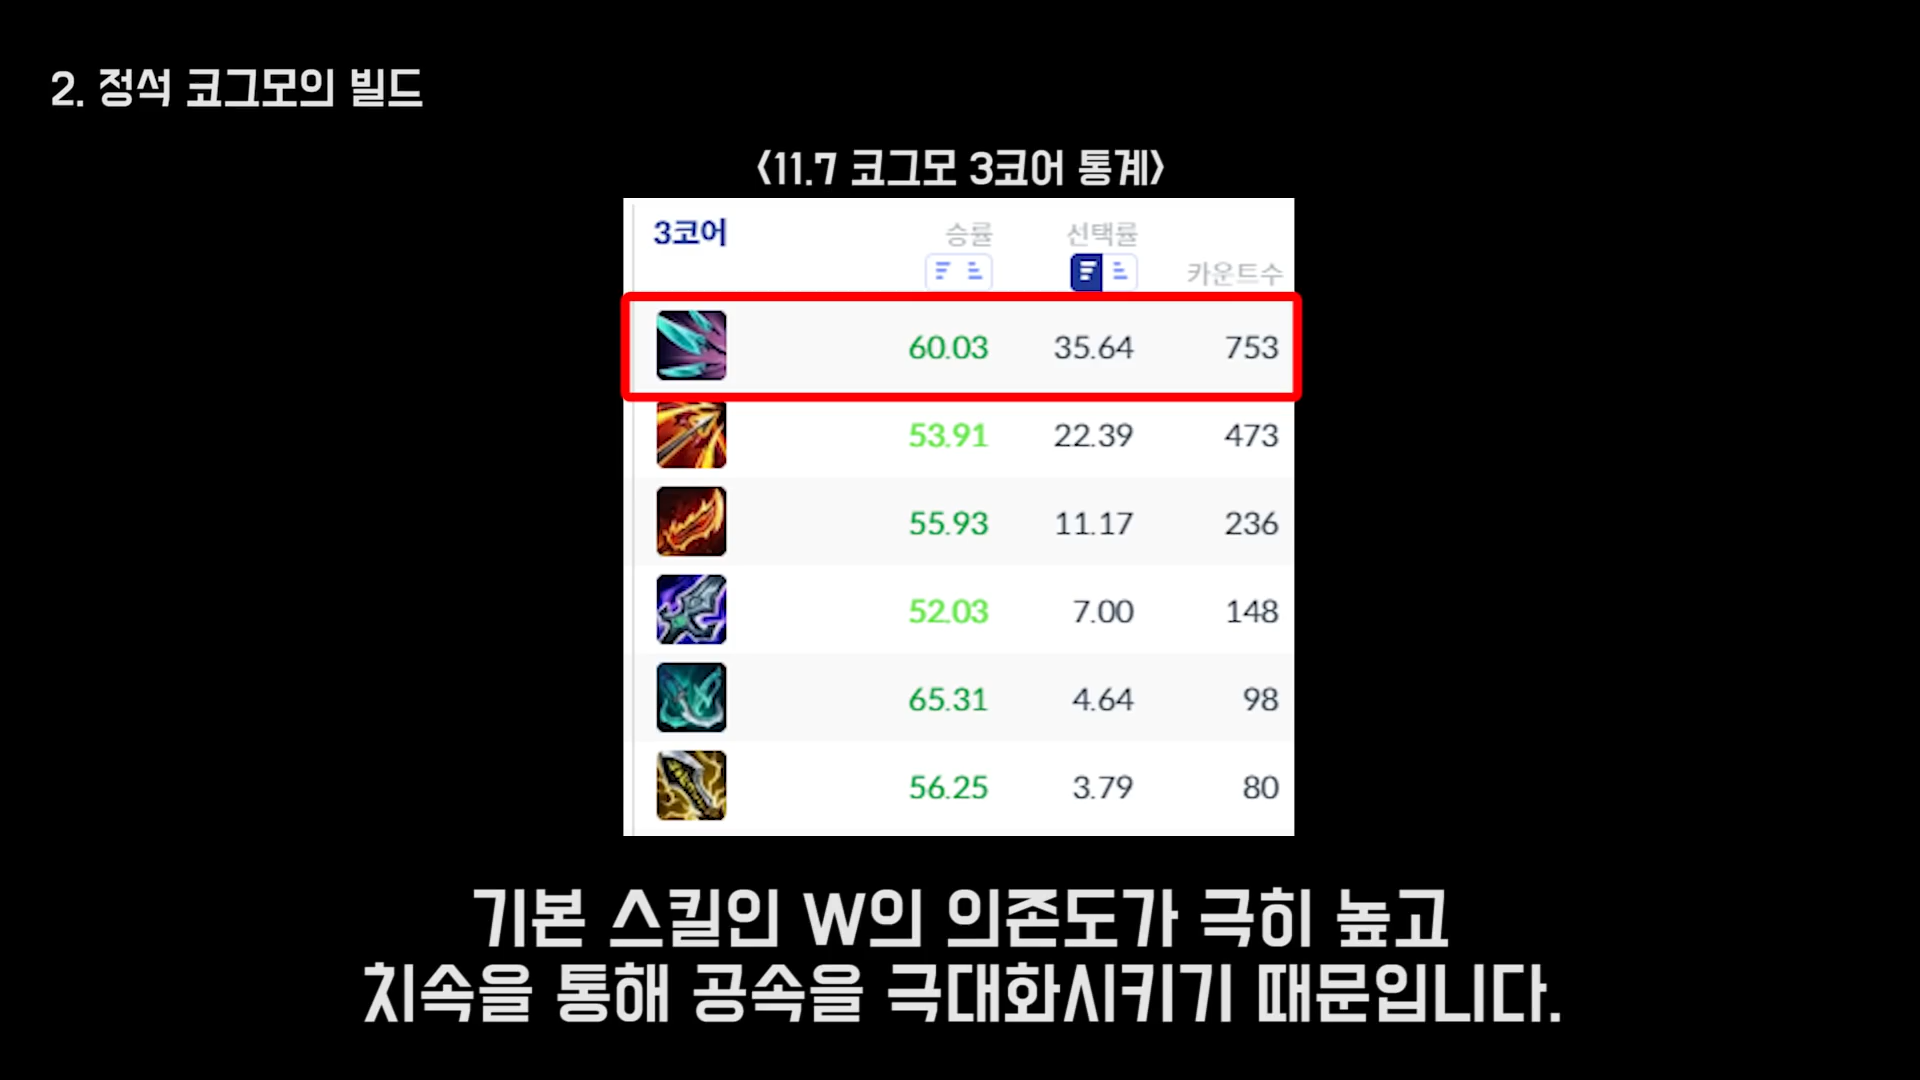 2. 정석 코그모의 빌드
<11.7 코그모 3코어 통계>
3코어 승률 선택률 카운트수
60.03 35.64 753
53.91 22.39 473
55.93 11.17 236
52.03 7.00 148
65.31 4.64 98
56.25 3.79 80
기본 스킬인 W의 의존도가 극히 높고
치속을 통해 공속을 극대화시키기 때문입니다.